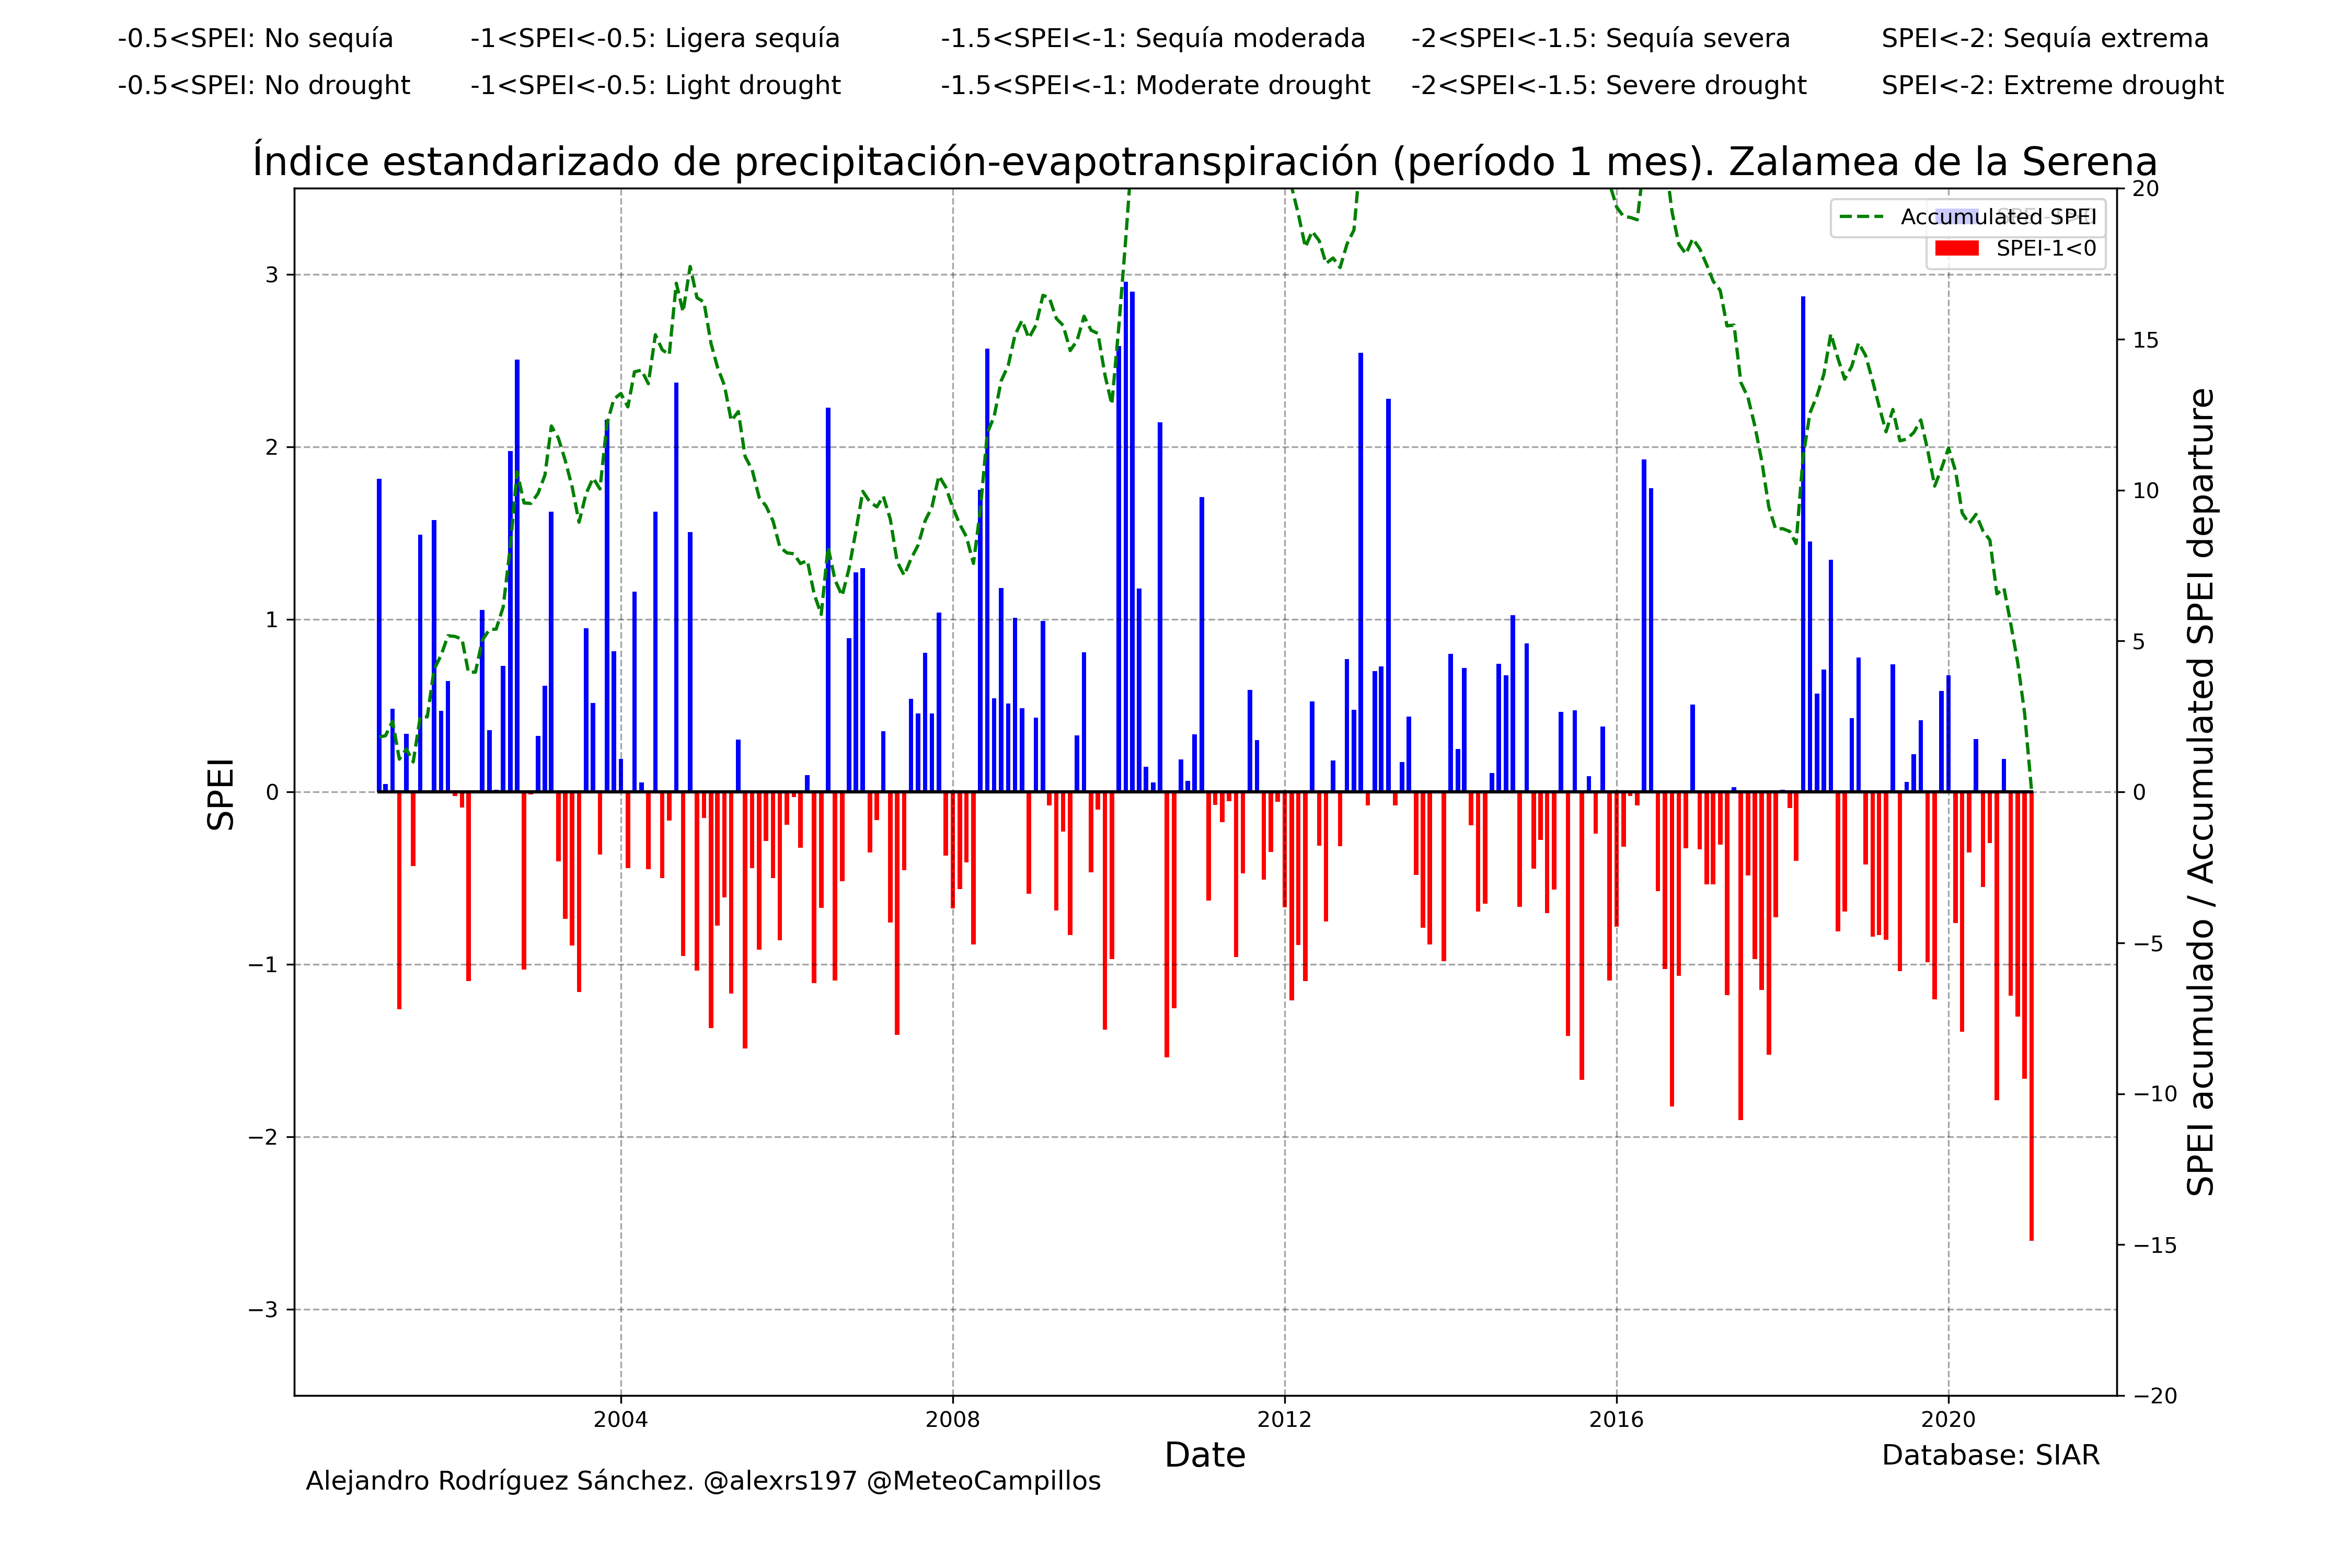 -0.5<SPEI: No sequía -1<SPEI<-0.5: Ligera sequía -1.5<SPEI<-1: Sequía moderada -2<SPEI<-1.5: Sequía severa SPEI<-2: Sequía extrema
-0.5<SPEI: No drought -1<SPEI<-0.5: Light drought -1.5<SPEI<-1: Moderate drought -2<SPEI<-1.5: Severe drought SPEI<-2: Extreme drought
Índice estandarizado de precipitación-evapotranspiración (período 1 mes). Zalamea de la Serena
Accumulated SPEI
SPEI-1<0
SPEI
3
2
1
0
−1
−2
−3
20
15
10
5
0
−5
−10
−15
−20
SPEI acumulado / Accumulated SPEI departure
2004 2008 2012 2016 2020
Date
Database: SIAR
Alejandro Rodríguez Sánchez. @alexrs197 @MeteoCampillos